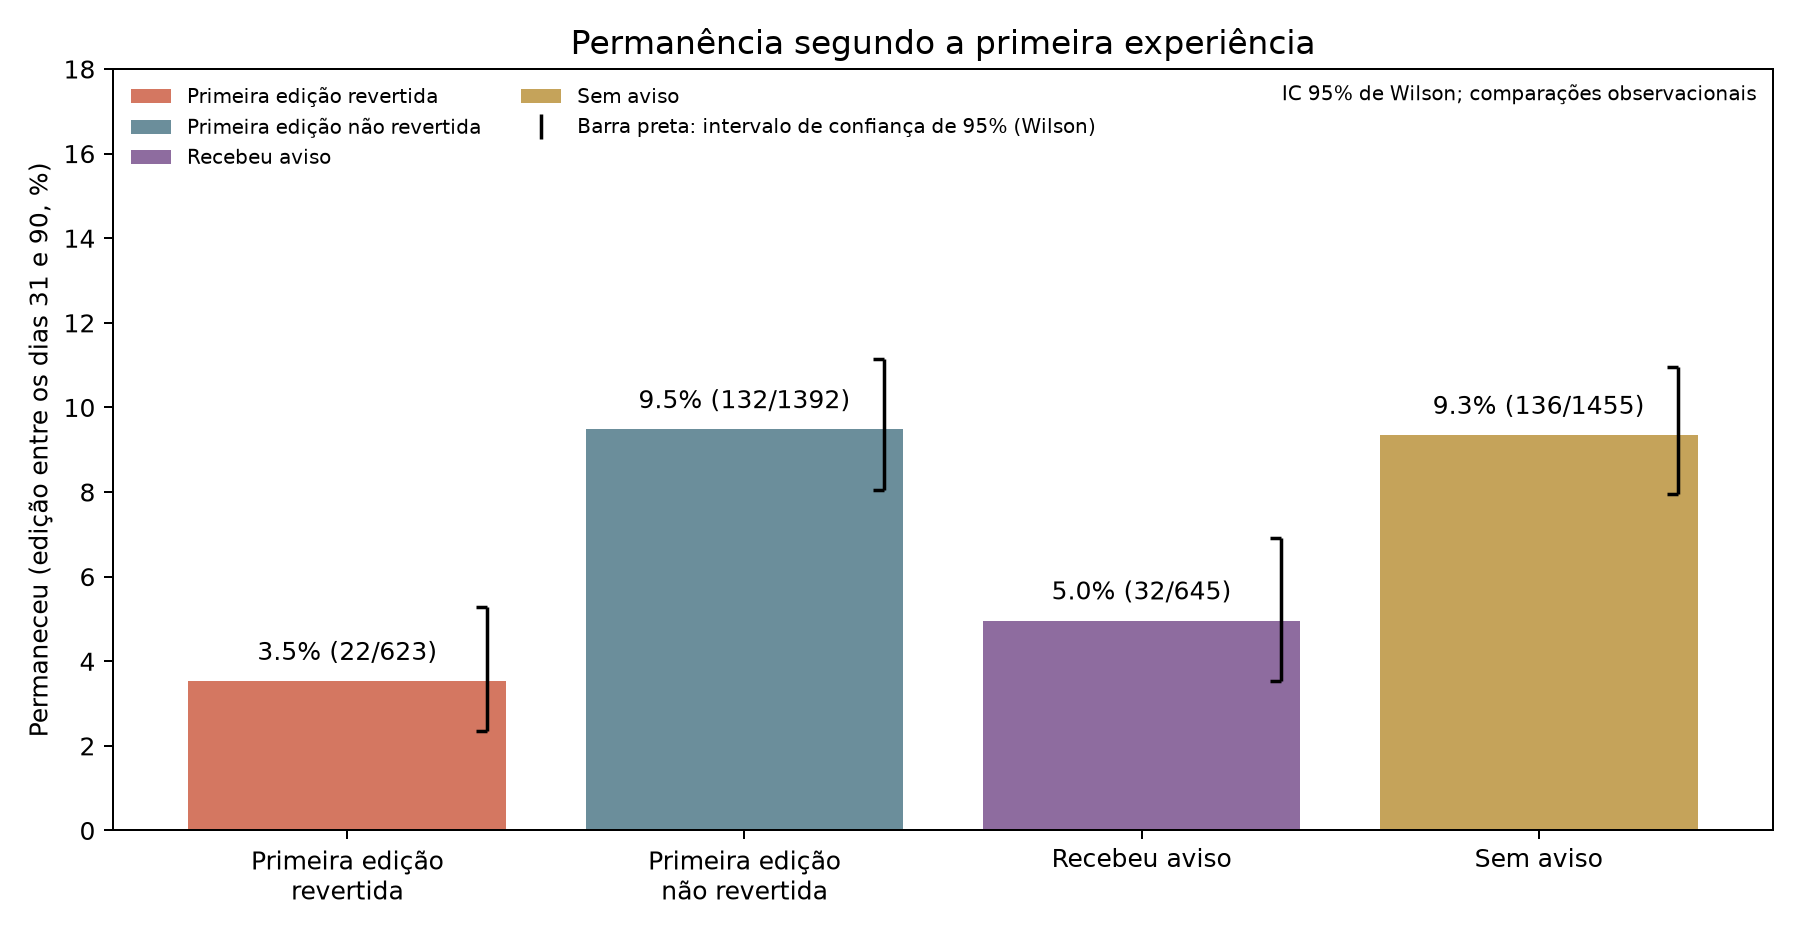 Permanência segundo a primeira experiência
Permaneceu (edição entre os dias 31 e 90, %)
18
16
14
12
10
8
6
4
2
0
Primeira edição revertida
Primeira edição não revertida
Recebeu aviso
Sem aviso
Barra preta: intervalo de confiança de 95% (Wilson)
IC 95% de Wilson; comparações observacionais
3.5% (22/623)
9.5% (132/1392)
5.0% (32/645)
9.3% (136/1455)
Primeira edição
revertida
Primeira edição
não revertida
Recebeu aviso
Sem aviso